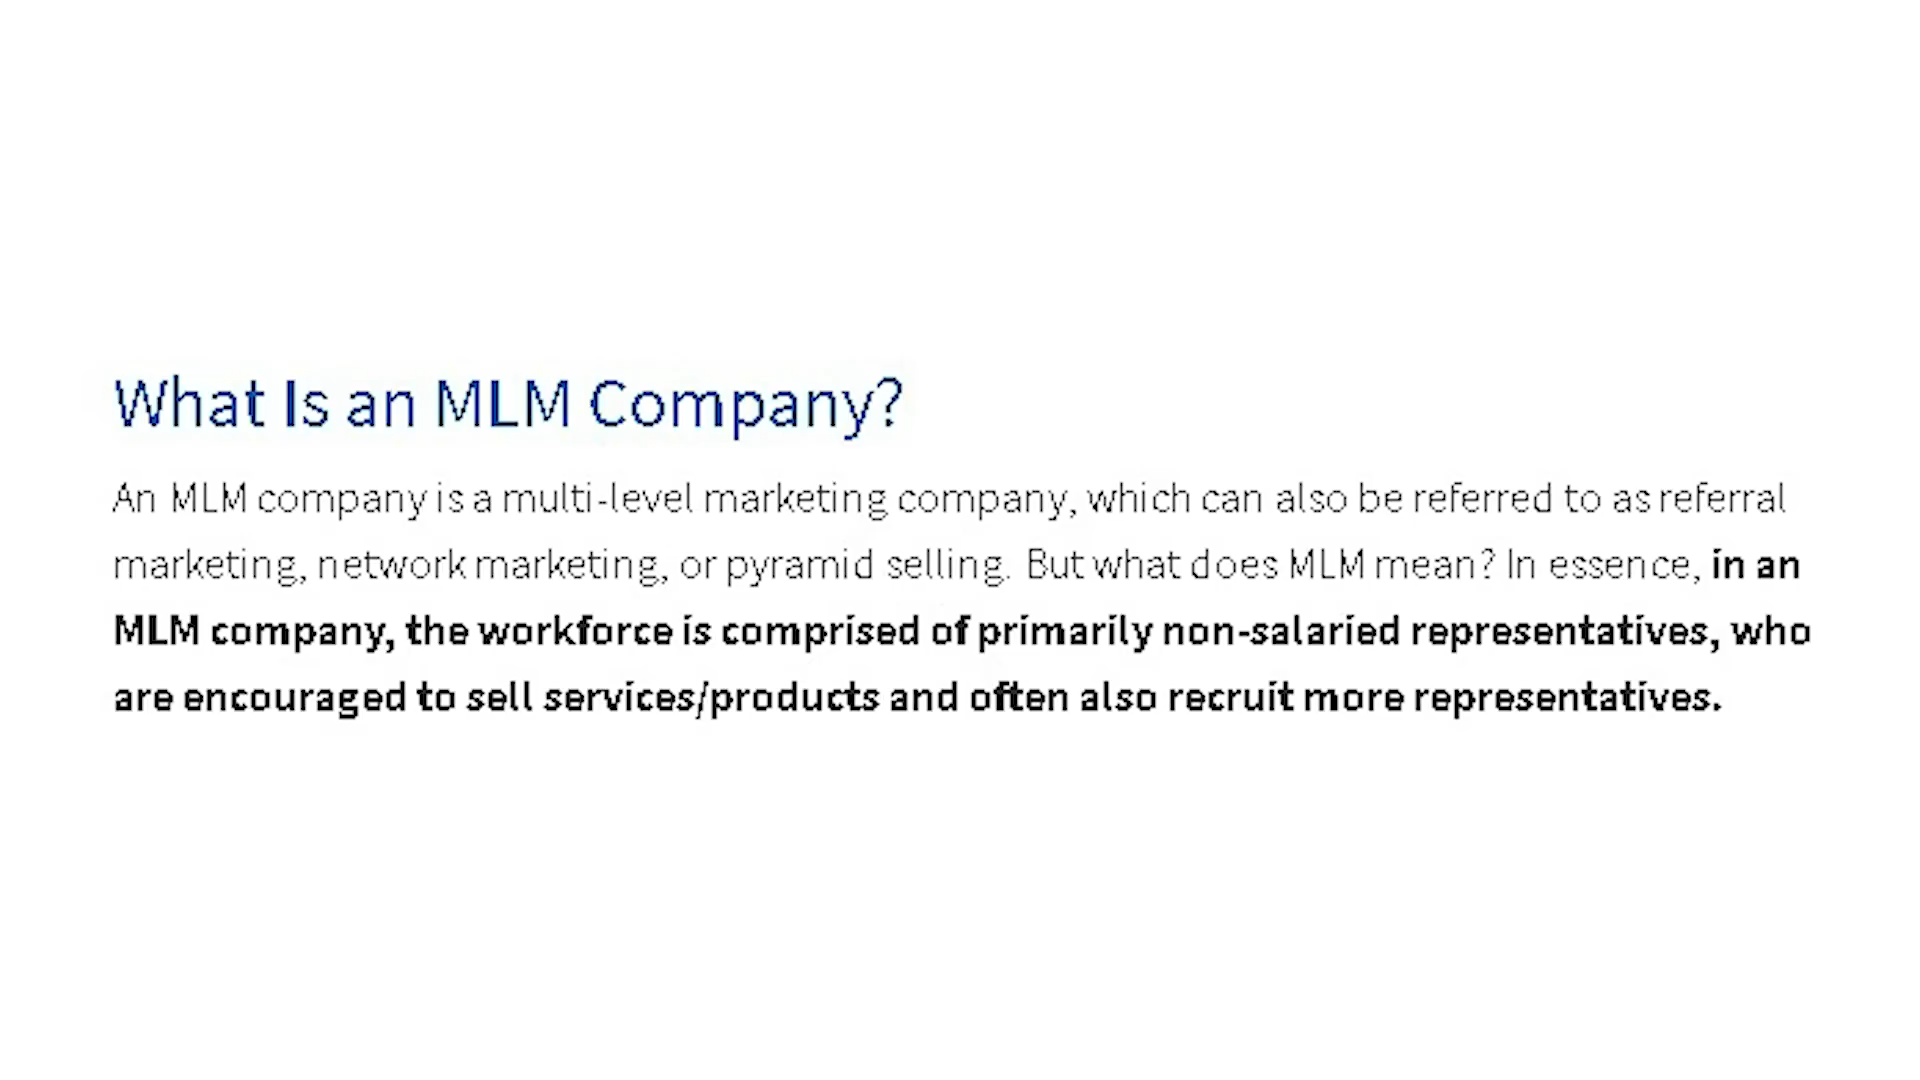 What Is an MLM Company?
An MLM company is a multi-level marketing company, which can also be referred to as referral
marketing, network marketing, or pyramid selling. But what does MLM mean? In essence, in an
MLM company, the workforce is comprised of primarily non-salaried representatives, who
are encouraged to sell services/products and often also recruit more representatives.